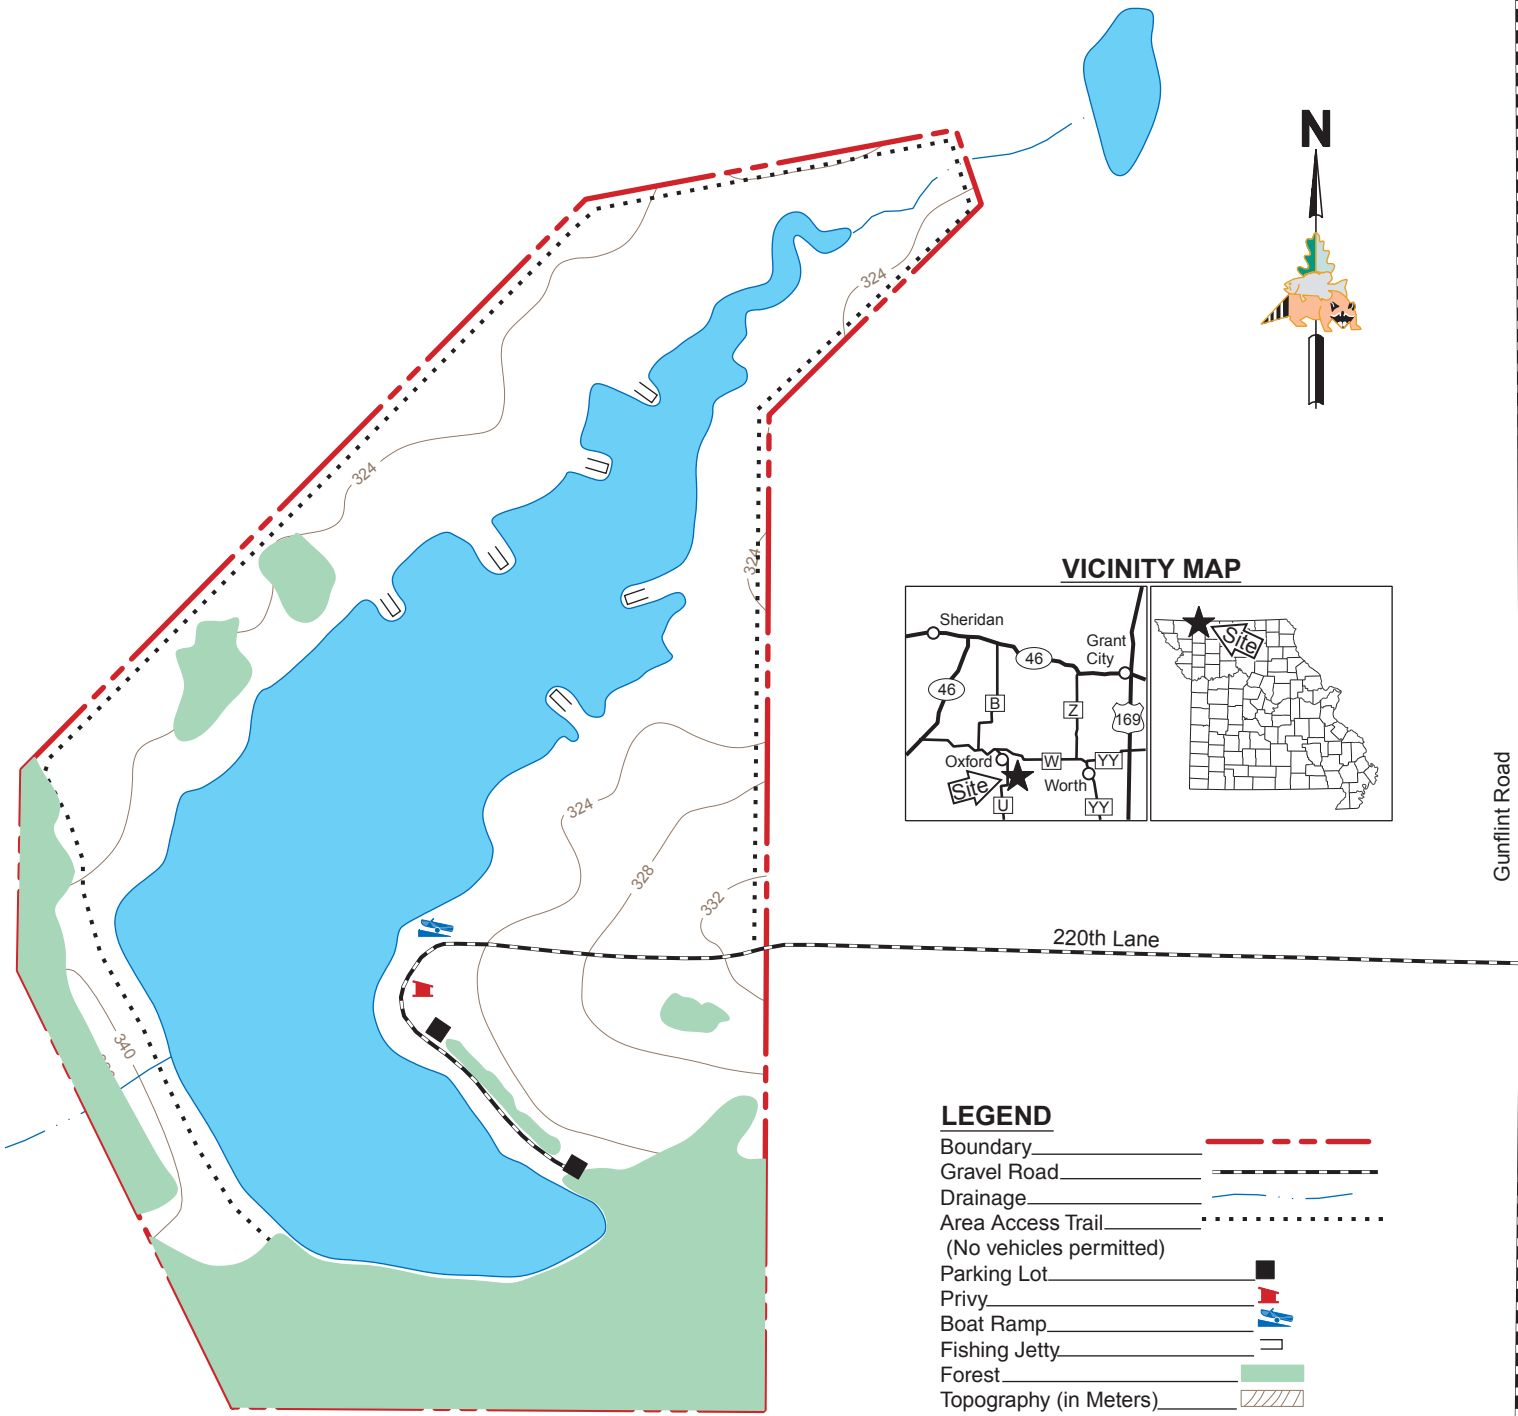 N
324
324
324
324
328
332
340
VICINITY MAP
Sheridan
Grant
City
46
46
B
Z
169
Oxford
W
YY
Worth
Site
U
YY
Site
Gunflint Road
220th Lane
LEGEND
Boundary
Gravel Road
Drainage
Area Access Trail
(No vehicles permitted)
Parking Lot
Privy
Boat Ramp
Fishing Jetty
Forest
Topography (in Meters)